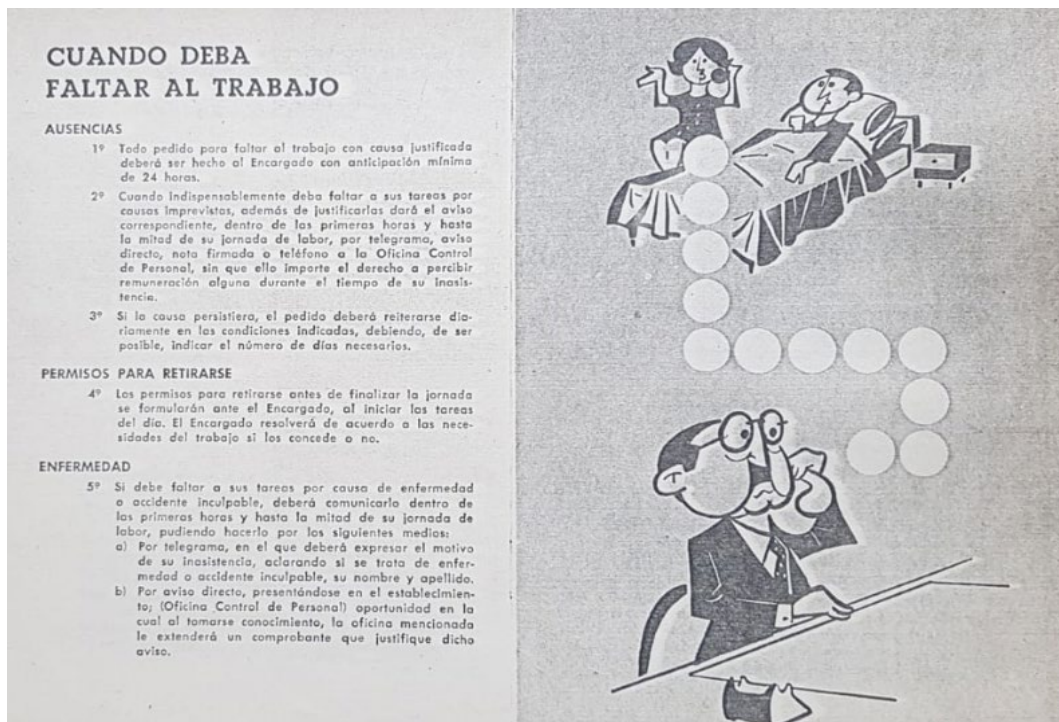 CUANDO DEBA
FALTAR AL TRABAJO
AUSENCIAS
1º Todo pedido para faltar al trabajo con causa justificada
deberá ser hecho al Encargado con anticipación mínima
de 24 horas.
2º Cuando indispensablemente deba faltar a sus tareas por
causas imprevistas, además de justificarlas dará el aviso
correspondiente, dentro de las primeras horas y hasta
la mitad de su jornada de labor, por telegrama, aviso
directo, nota firmada o teléfono a la Oficina Control
de Personal, sin que ello importe el derecho a percibir
remuneración alguna durante el tiempo de su inasis-
tencia.
3º Si la causa persistiera, el pedido deberá reiterarse dia-
riamente en las condiciones indicadas, debiendo, de ser
posible, indicar el número de días necesarios.
PERMISOS PARA RETIRARSE
4º Los permisos para retirarse antes de finalizar la jornada
se formularán ante el Encargado, al iniciar las tareas
del día. El Encargado resolverá de acuerdo a las nece-
sidades del trabajo si los concede o no.
ENFERMEDAD
5º Si debe faltar a sus tareas por causa de enfermedad
o accidente inculpable, deberá comunicarlo dentro de
las primeras horas y hasta la mitad de su jornada de
labor, pudiendo hacerlo por los siguientes medios:
a) Por telegrama, en el que deberá expresar el motivo
de su inasistencia, aclarando si se trata de enfer-
medad o accidente inculpable, su nombre y apellido.
b) Por aviso directo, presentándose en el establecimien-
to; (Oficina Control de Personal) oportunidad en la
cual al tomarse conocimiento, la oficina mencionada
le extenderá un comprobante que justifique dicho
aviso.